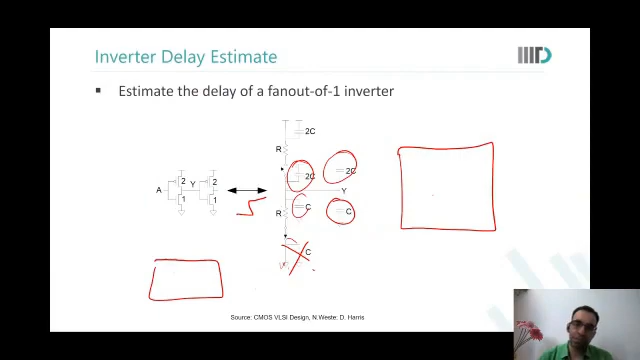 Inverter Delay Estimate
Estimate the delay of a fanout-of-1 inverter
2C
R
2C
2C
2
2
A
Y
Y
1
1
C
C
R
C
Source: CMOS VLSI Design, N.Weste: D. Harris